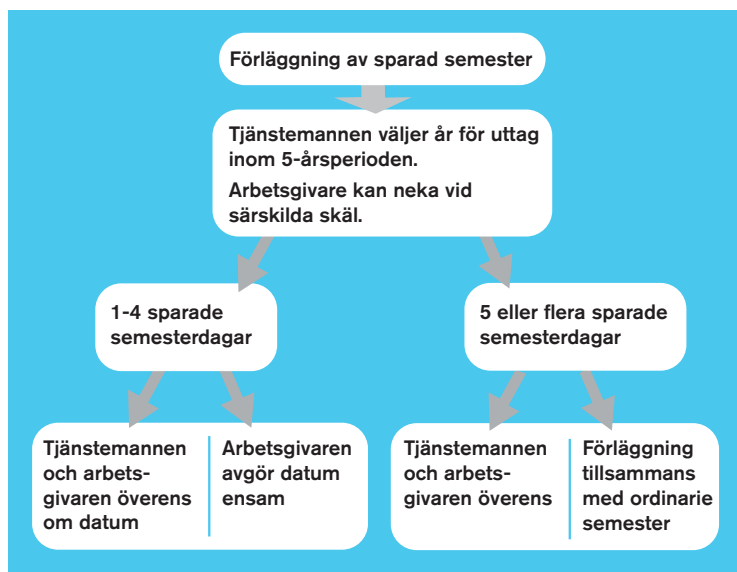 Förläggning av sparad semester
Tjänstemannen väljer år för uttag
inom 5-årsperioden.
Arbetsgivare kan neka vid
särskilda skäl.
1-4 sparade
semesterdagar
5 eller flera sparade
semesterdagar
Tjänstemannen
och arbets-
givaren överens
om datum
Arbetsgivaren
avgör datum
ensam
Tjänstemannen
och arbets-
givaren överens
Förläggning
tillsammans
med ordinarie
semester